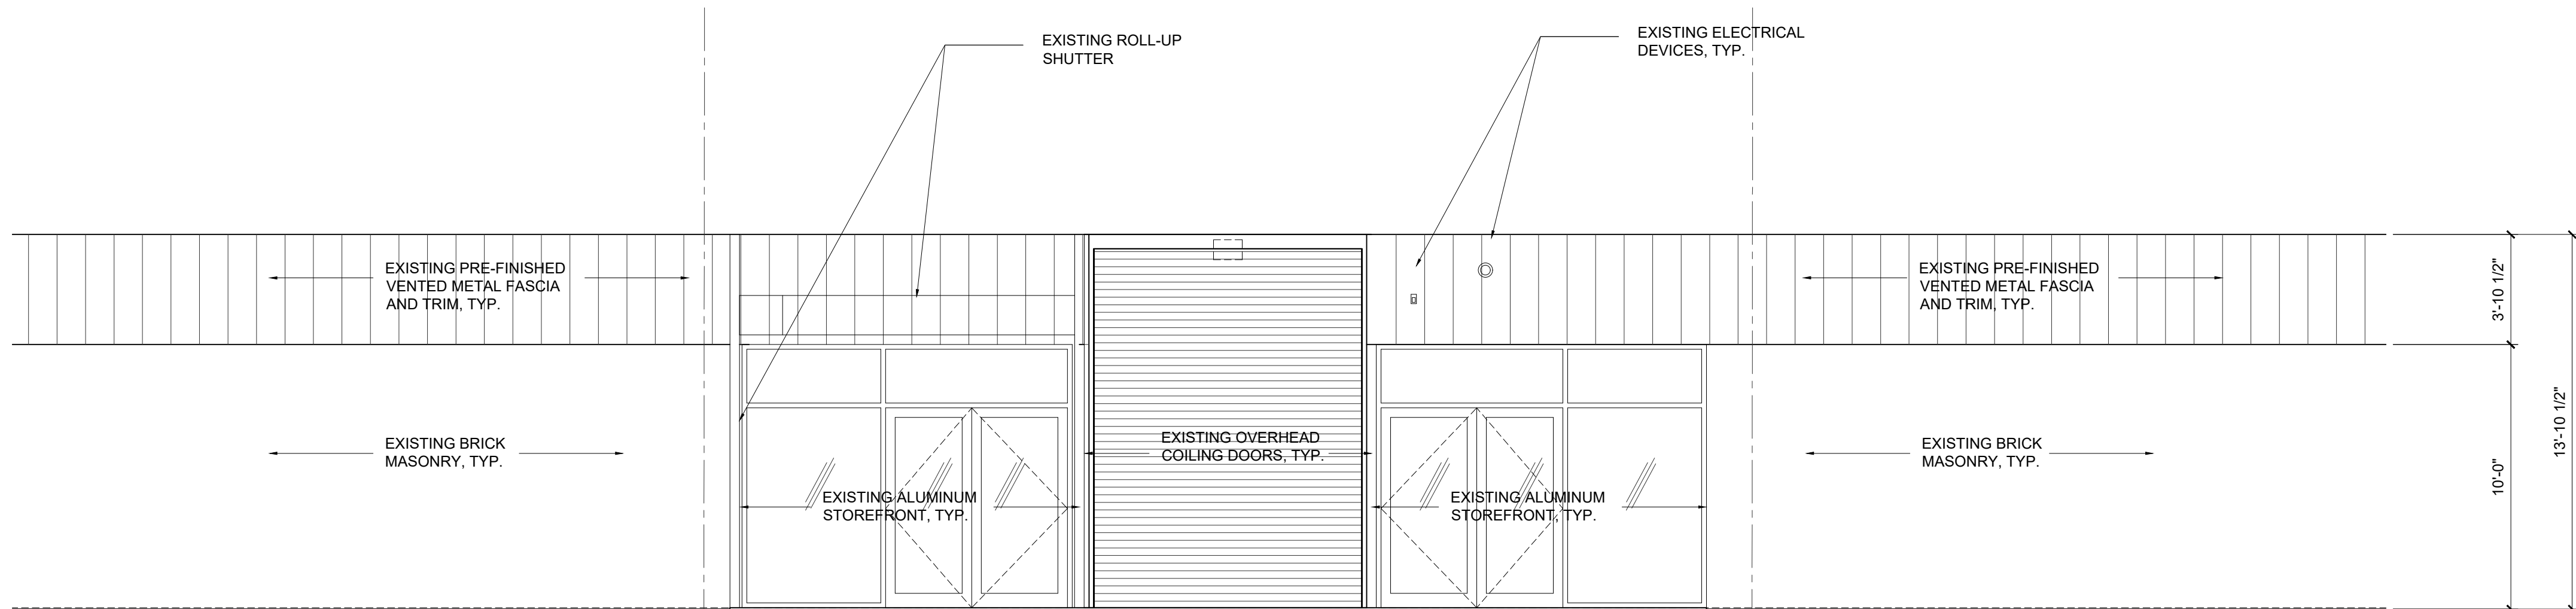 EXISTING ROLL-UP
SHUTTER
EXISTING ELECTRICAL
DEVICES, TYP.
EXISTING PRE-FINISHED
VENTED METAL FASCIA
AND TRIM, TYP.
EXISTING PRE-FINISHED
VENTED METAL FASCIA
AND TRIM, TYP.
3'-10 1/2"
EXISTING BRICK
MASONRY, TYP.
EXISTING OVERHEAD
COILING DOORS, TYP.
EXISTING BRICK
MASONRY, TYP.
13'-10 1/2"
10'-0"
EXISTING ALUMINUM
STOREFRONT, TYP.
EXISTING ALUMINUM
STOREFRONT, TYP.